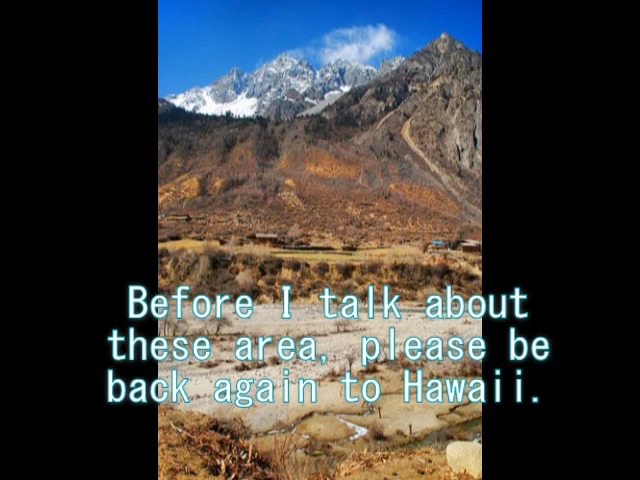 Before I talk about
these area, please be
back again to Hawaii.